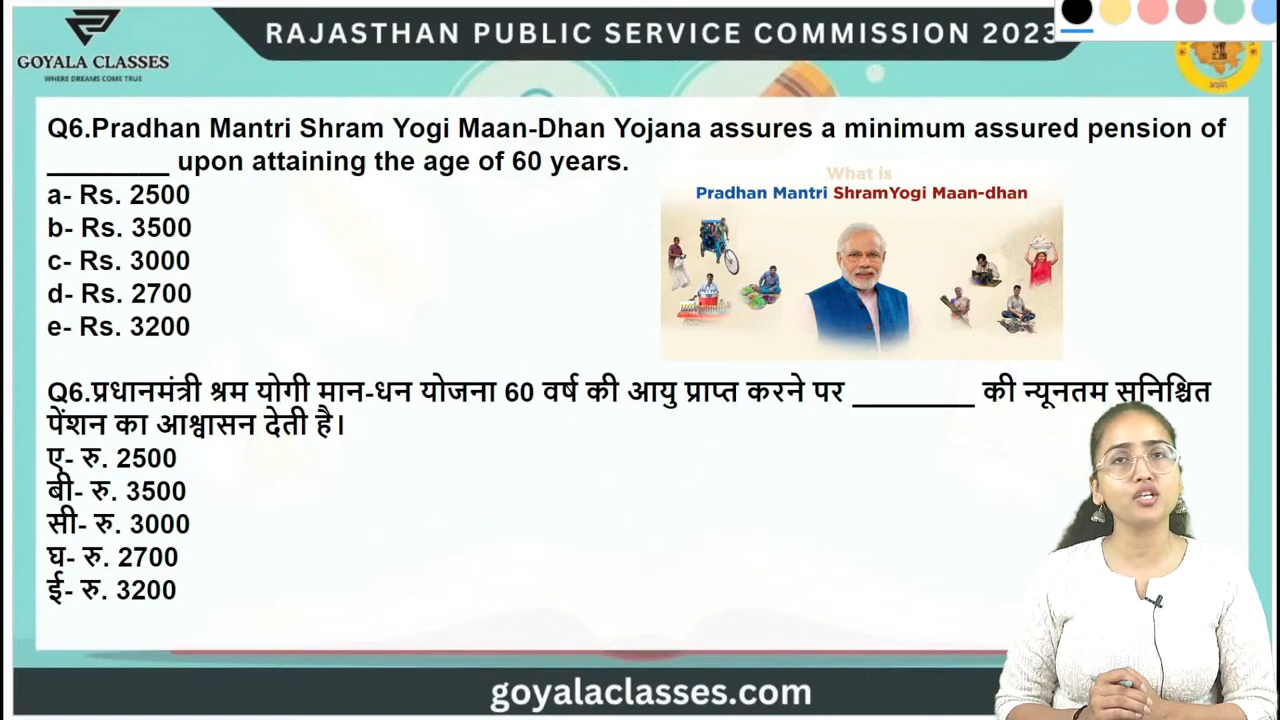 GOYALA CLASSES
WHERE DREAMS COME TRUE
RAJASTHAN PUBLIC SERVICE COMMISSION 2023
Q6.Pradhan Mantri Shram Yogi Maan-Dhan Yojana assures a minimum assured pension of
________ upon attaining the age of 60 years.
a- Rs. 2500
b- Rs. 3500
c- Rs. 3000
d- Rs. 2700
e- Rs. 3200
What is
Pradhan Mantri ShramYogi Maan-dhan
Q6.प्रधानमंत्री श्रम योगी मान-धन योजना 60 वर्ष की आयु प्राप्त करने पर ________ की न्यूनतम सुनिश्चित
पेंशन का आश्वासन देती है।
ए- रु. 2500
बी- रु. 3500
सी- रु. 3000
घ- रु. 2700
ई- रु. 3200
goyalaclasses.com